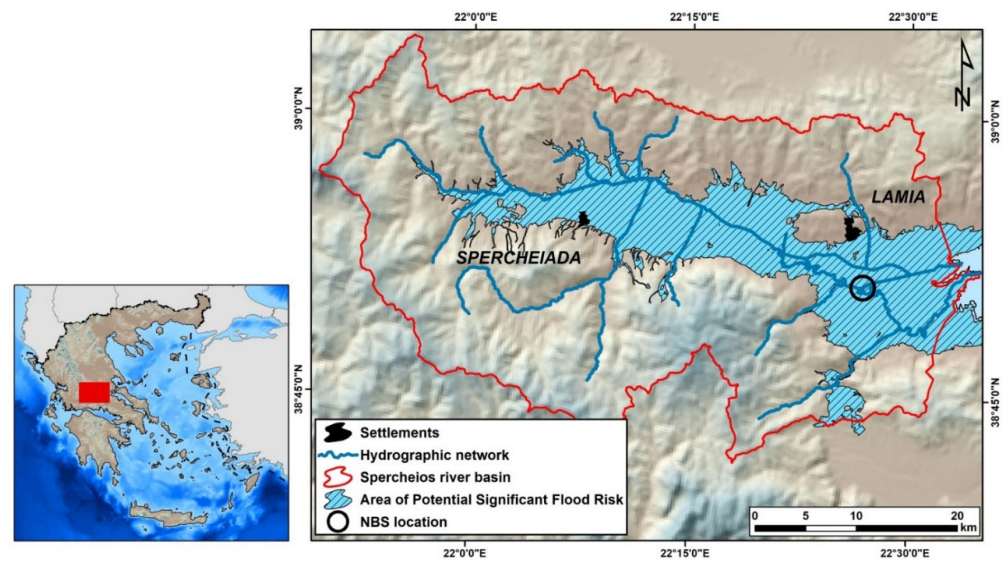 22°0'0"E 22°15'0"E 22°30'0"E
39°0'0"N
39°0'0"N
N
LAMIA
SPERCHEIADA
38°45'0"N
38°45'0"N
Settlements
Hydrographic network
Spercheios river basin
Area of Potential Significant Flood Risk
NBS location
0 5 10 20
km
22°0'0"E 22°15'0"E 22°30'0"E